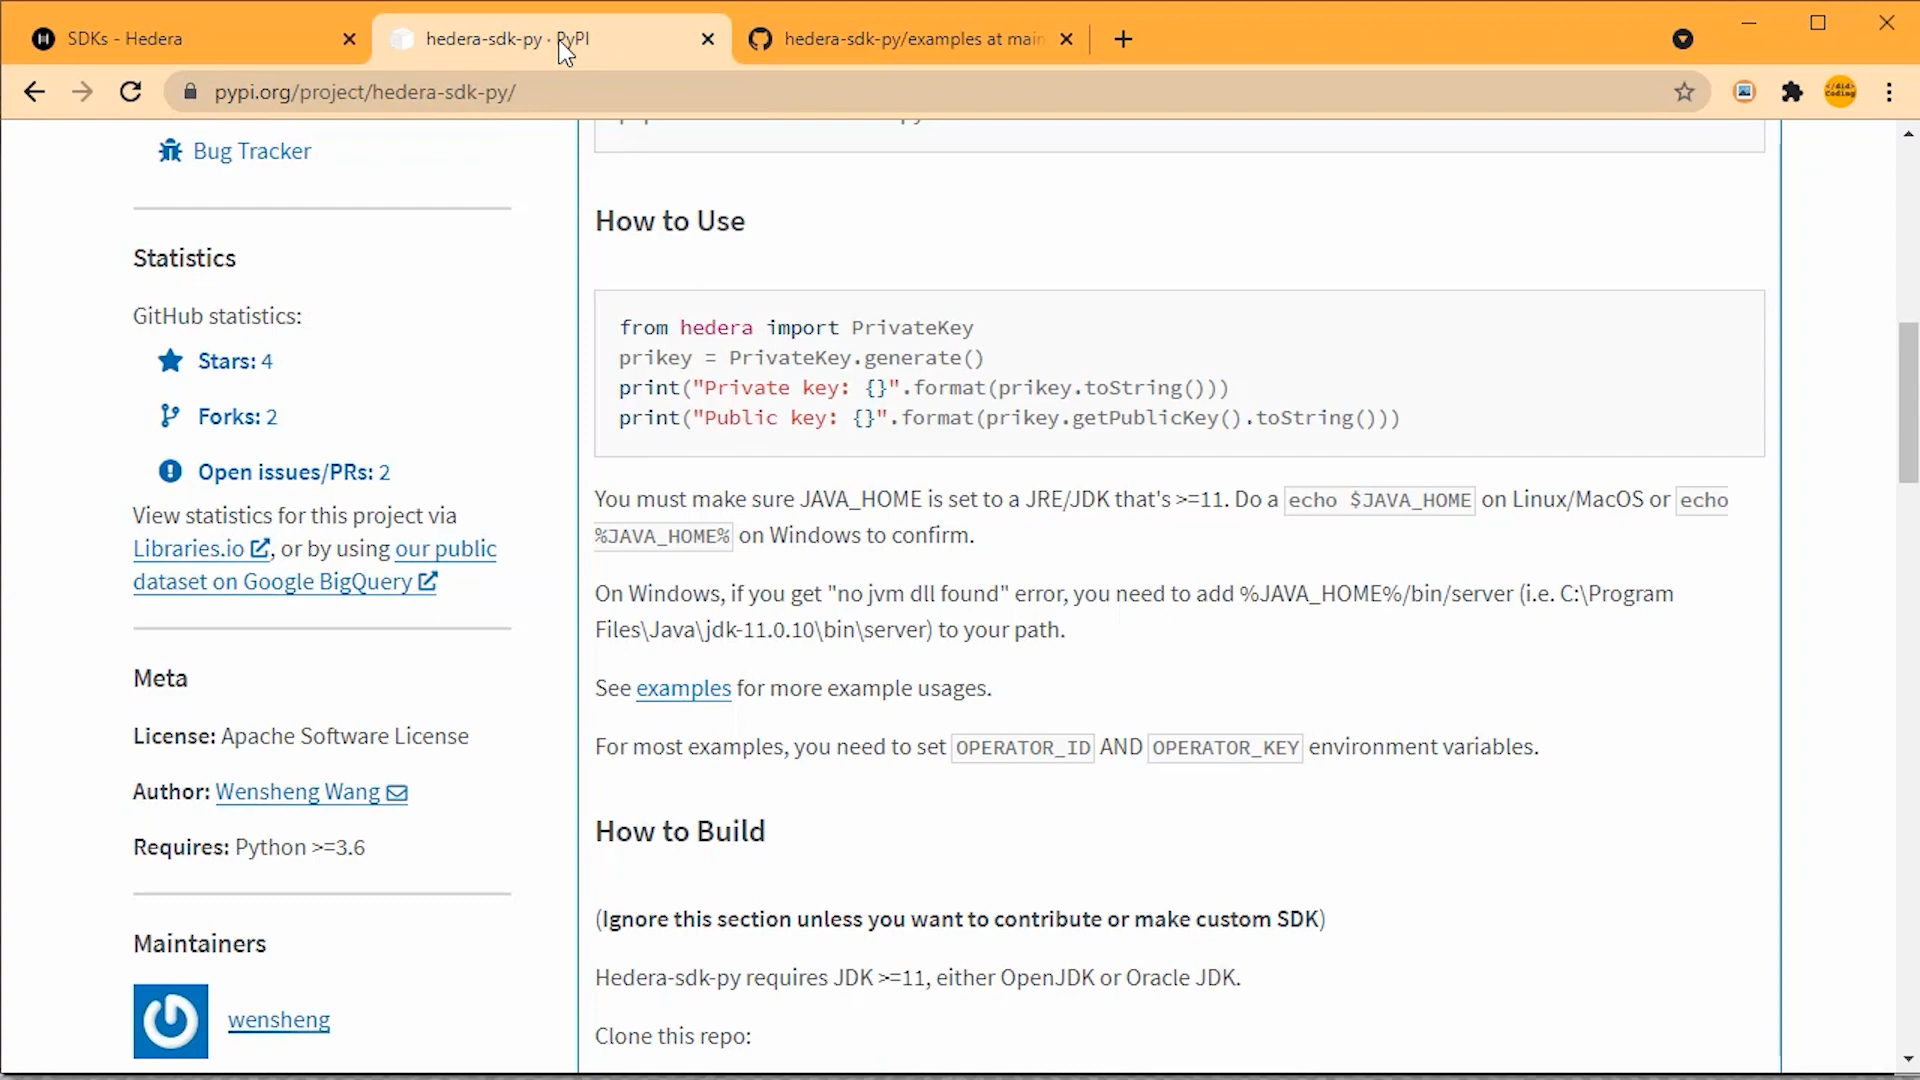 SDKs - Hedera
hedera-sdk-py · PyPI
hedera-sdk-py/examples at main
pypi.org/project/hedera-sdk-py/
Bug Tracker
Statistics
GitHub statistics:
Stars: 4
Forks: 2
Open issues/PRs: 2
View statistics for this project via
Libraries.io, or by using our public
dataset on Google BigQuery
Meta
License: Apache Software License
Author: Wensheng Wang
Requires: Python >=3.6
Maintainers
wensheng
How to Use
from hedera import PrivateKey
prikey = PrivateKey.generate()
print("Private key: {}".format(prikey.toString()))
print("Public key: {}".format(prikey.getPublicKey().toString()))
You must make sure JAVA_HOME is set to a JRE/JDK that's >=11. Do a echo $JAVA_HOME on Linux/MacOS or echo
%JAVA_HOME% on Windows to confirm.
On Windows, if you get "no jvm dll found" error, you need to add %JAVA_HOME%/bin/server (i.e. C:\Program
Files\Java\jdk-11.0.10\bin\server) to your path.
See examples for more example usages.
For most examples, you need to set OPERATOR_ID AND OPERATOR_KEY environment variables.
How to Build
(Ignore this section unless you want to contribute or make custom SDK)
Hedera-sdk-py requires JDK >=11, either OpenJDK or Oracle JDK.
Clone this repo: